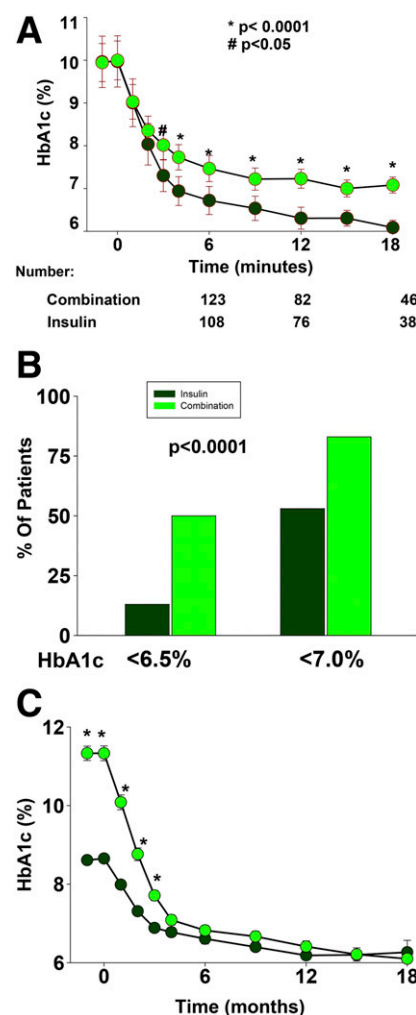 A
* p< 0.0001
# p<0.05
11
10
9
8
7
6
HbA1c (%)
#
*
*
*
*
*
*
0
6
12
18
Time (minutes)
Number:
Combination 123 82 46
Insulin 108 76 38
B
Insulin
Combination
p<0.0001
100
75
50
25
0
% Of Patients
HbA1c <6.5% <7.0%
C
12
10
8
6
HbA1c (%)
* *
*
*
*
0 6 12 18
Time (months)